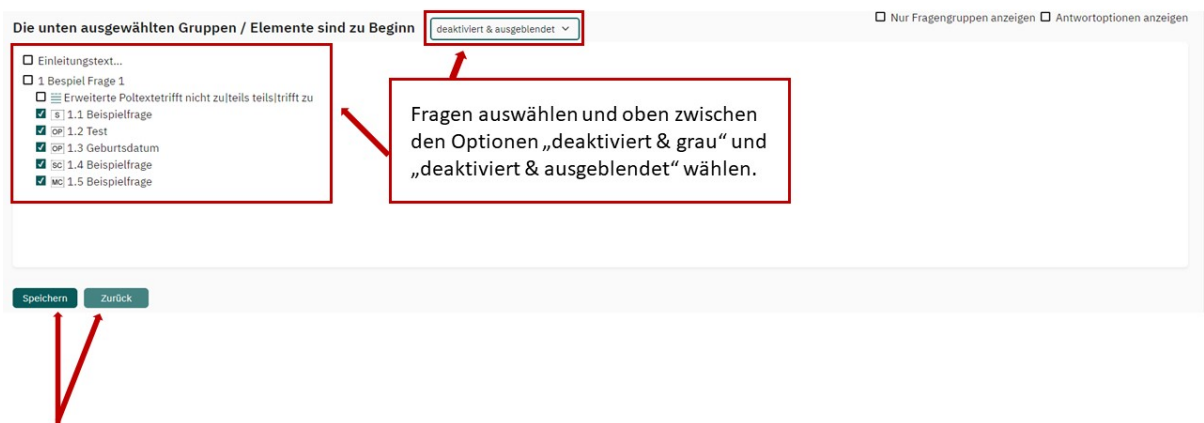 Die unten ausgewählten Gruppen / Elemente sind zu Beginn deaktiviert & ausgeblendet
Nur Fragengruppen anzeigen Antwortoptionen anzeigen
Einleitungstext...
1 Bespiel Frage 1
Erweiterte Poltextetrifft nicht zu|teils teils|trifft zu
S 1.1 Beispielfrage
OP 1.2 Test
OP 1.3 Geburtsdatum
SC 1.4 Beispielfrage
MC 1.5 Bespielfrage
Fragen auswählen und oben zwischen
den Optionen „deaktiviert & grau“ und
„deaktiviert & ausgeblendet“ wählen.
Speichern Zurück